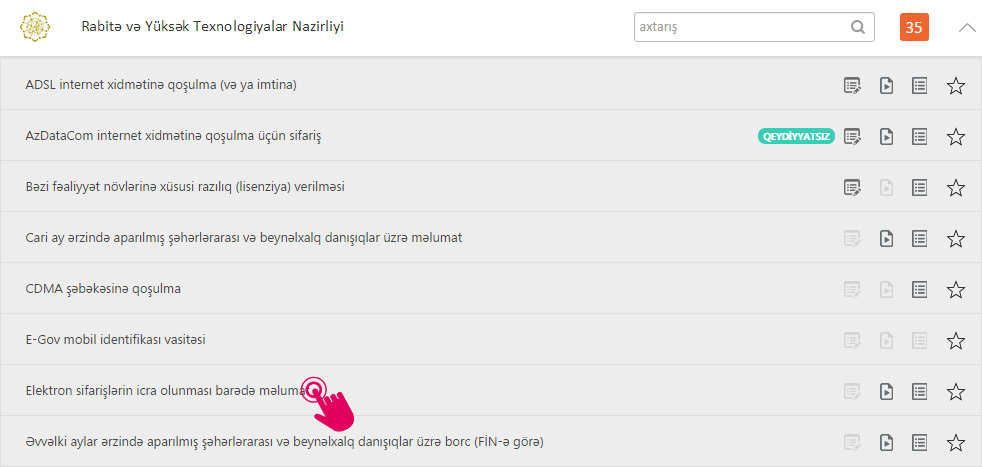 Rabitə və Yüksək Texnologiyalar Nazirliyi axtarış 35
ADSL internet xidmətinə qoşulma (və ya imtina)
AzDataCom internet xidmətinə qoşulma üçün sifariş QEYDİYYATSIZ
Bəzi fəaliyyət növlərinə xüsusi razılıq (lisenziya) verilməsi
Cari ay ərzində aparılmış şəhərlərarası və beynəlxalq danışıqlar üzrə məlumat
CDMA şəbəkəsinə qoşulma
E-Gov mobil identifikası vasitəsi
Elektron sifarişlərin icra olunması barədə məluma
Əvvəlki aylar ərzində aparılmış şəhərlərarası və beynəlxalq danışıqlar üzrə borc (FİN-ə görə)